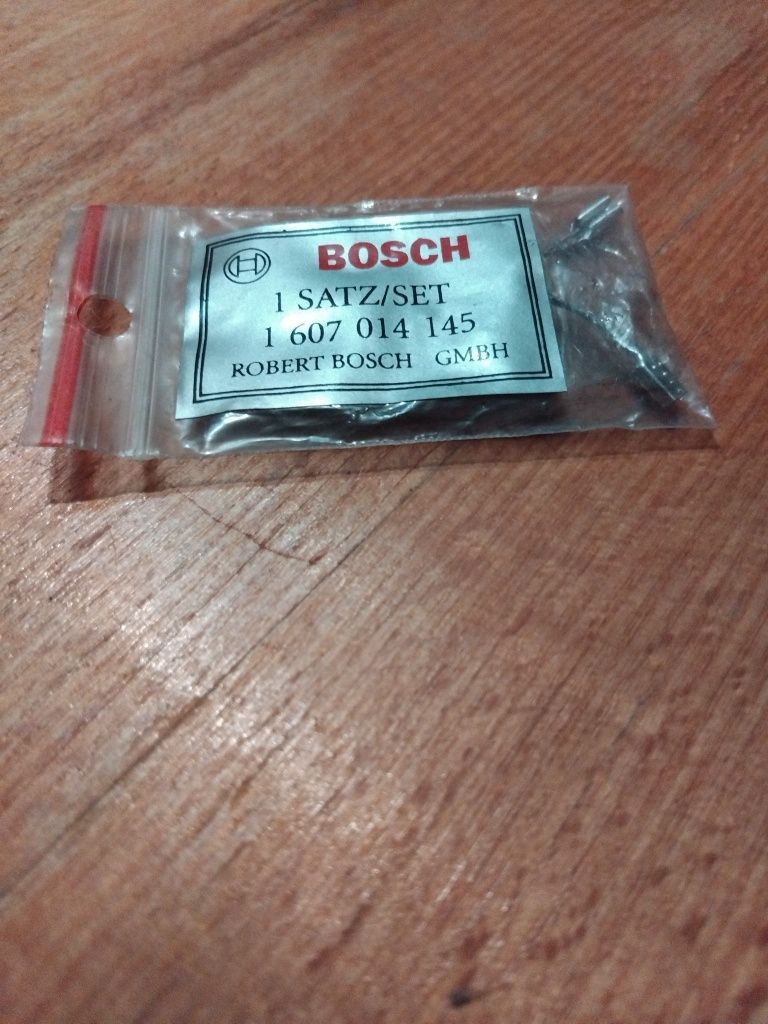 BOSCH
1 SATZ/SET
1 607 014 145
ROBERT BOSCH GMBH